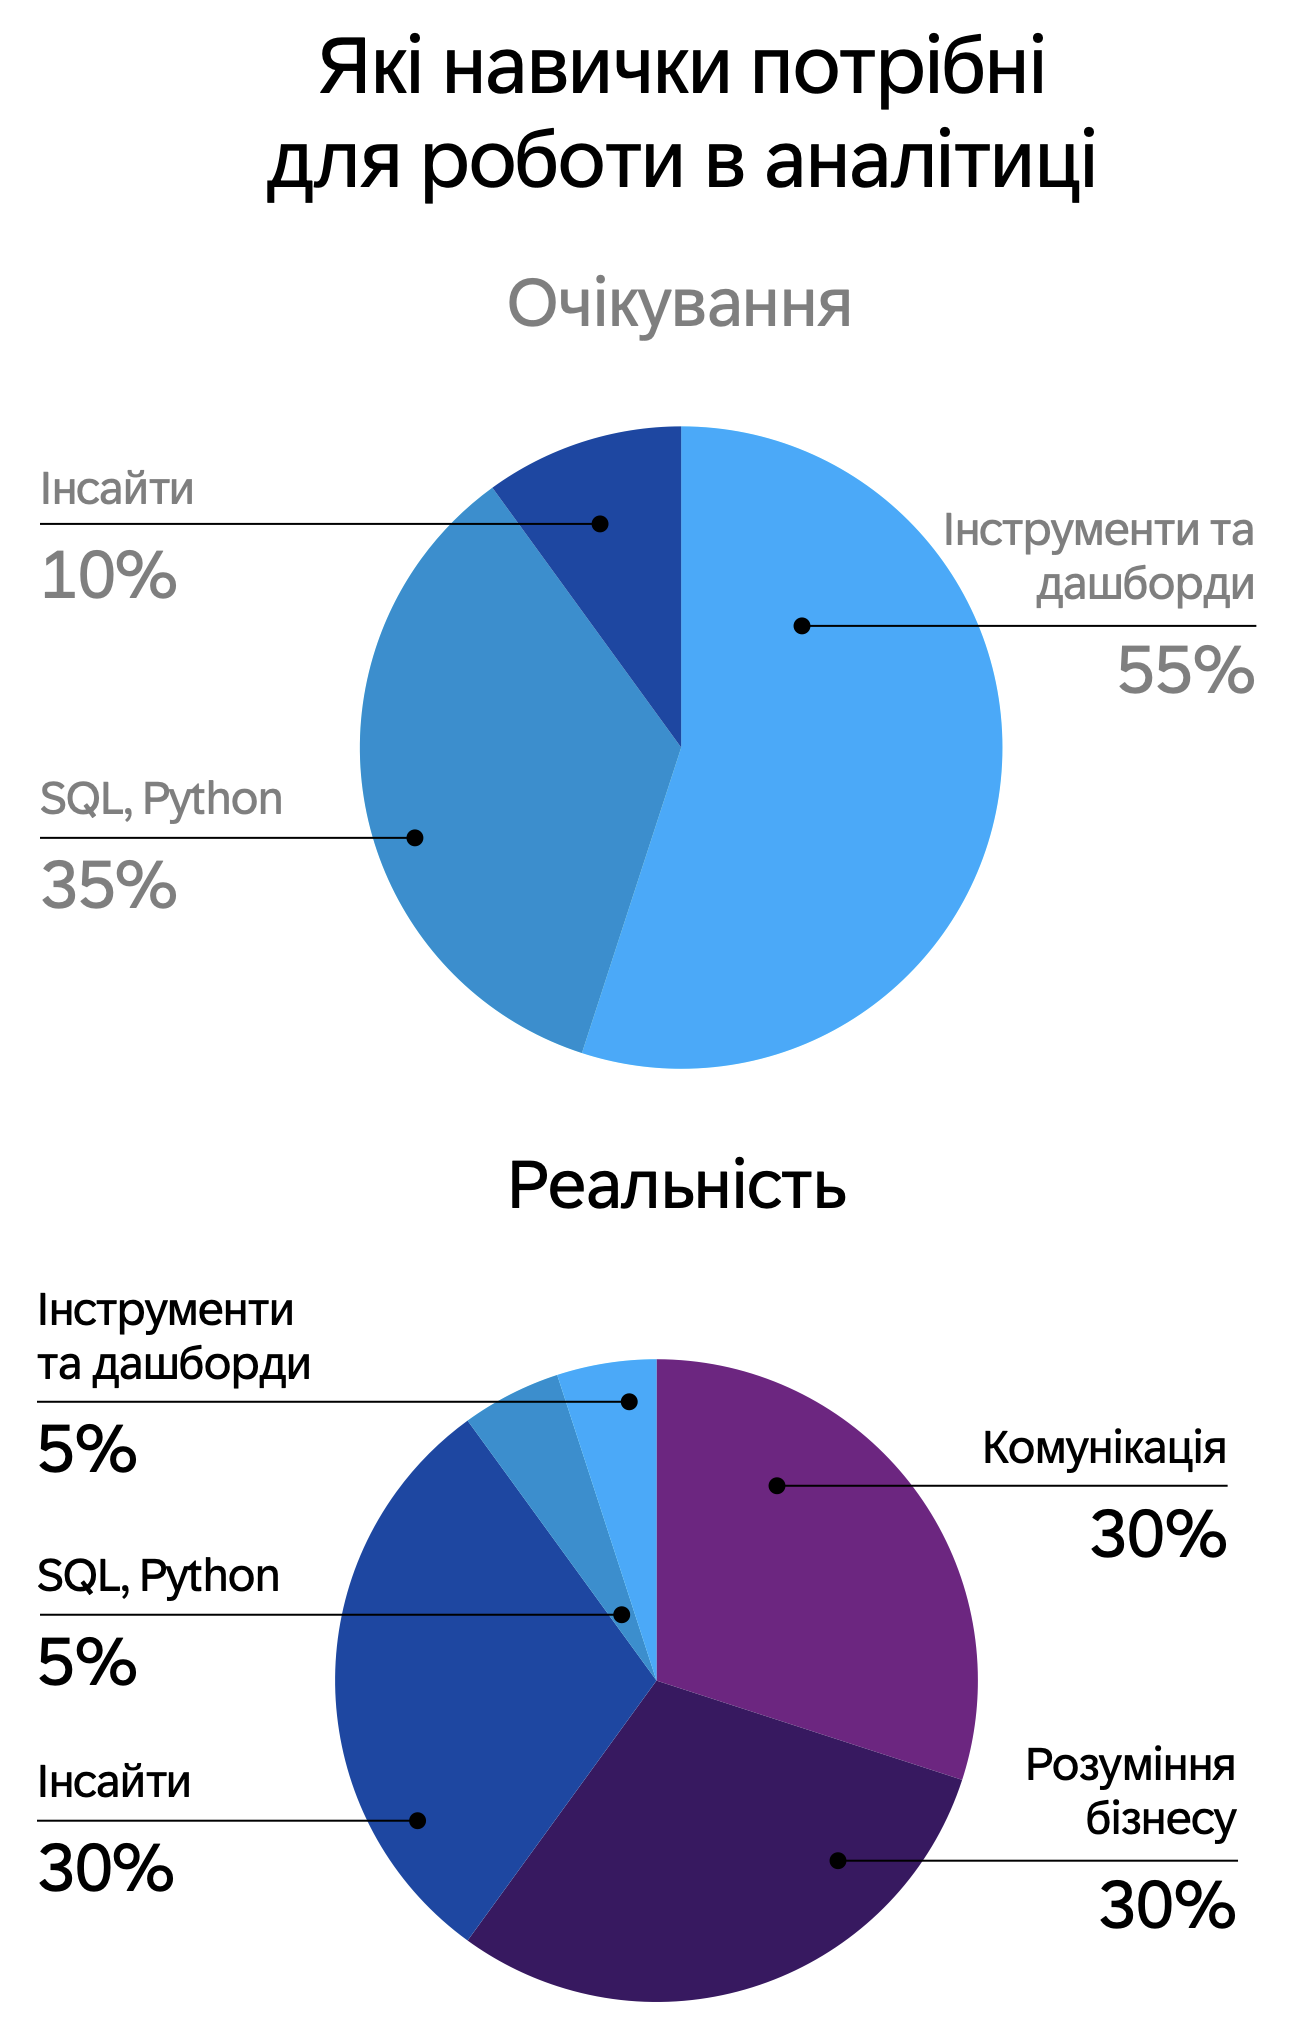 Які навички потрібні
для роботи в аналітиці
Очікування
Інсайти
10%
Інструменти та
дашборди
55%
SQL, Python
35%
Реальність
Інструменти
та дашборди
5%
Комунікація
30%
SQL, Python
5%
Розуміння
бізнесу
30%
Інсайти
30%